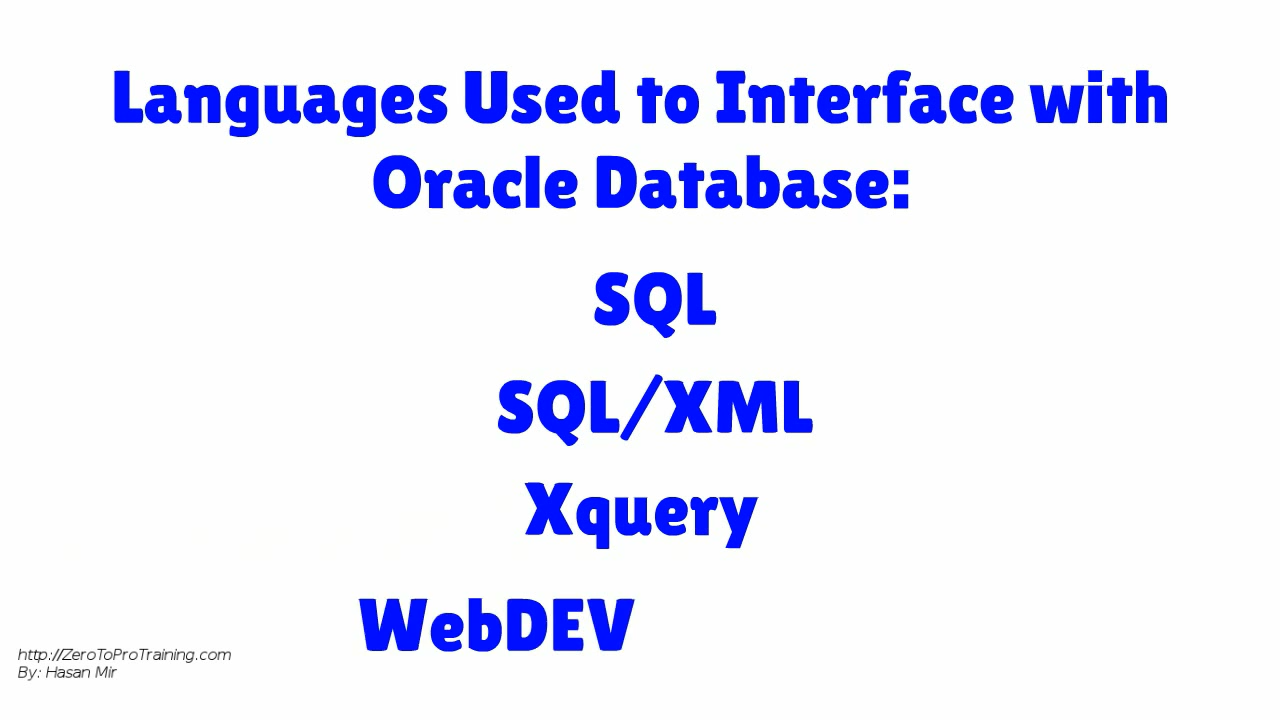 Languages Used to Interface with
Oracle Database:
SQL
SQL/XML
Xquery
WebDEV
http://ZeroToProTraining.com
By: Hasan Mir